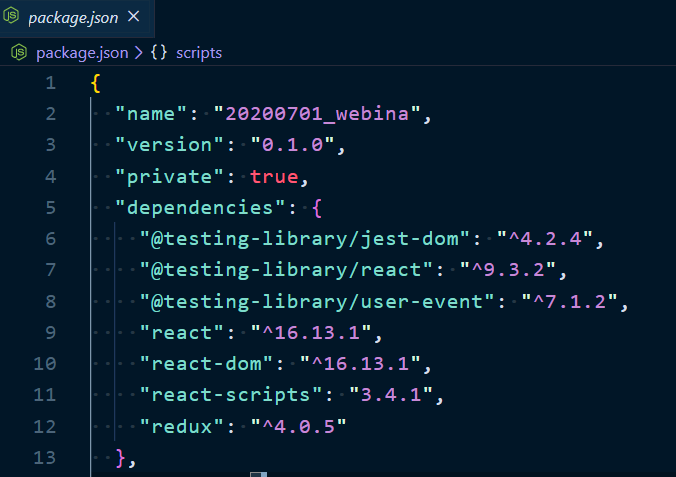 package.json ×
package.json > {} scripts
1 {
2 "name": "20200701_webina",
3 "version": "0.1.0",
4 "private": true,
5 "dependencies": {
6 "@testing-library/jest-dom": "^4.2.4",
7 "@testing-library/react": "^9.3.2",
8 "@testing-library/user-event": "^7.1.2",
9 "react": "^16.13.1",
10 "react-dom": "^16.13.1",
11 "react-scripts": "3.4.1",
12 "redux": "^4.0.5"
13 },